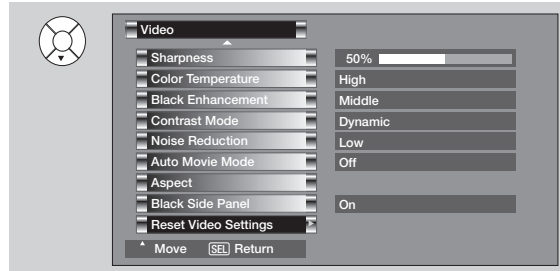 Video
Sharpness 50%
Color Temperature High
Black Enhancement Middle
Contrast Mode Dynamic
Noise Reduction Low
Auto Movie Mode Off
Aspect
Black Side Panel On
Reset Video Settings
Move SEL Return